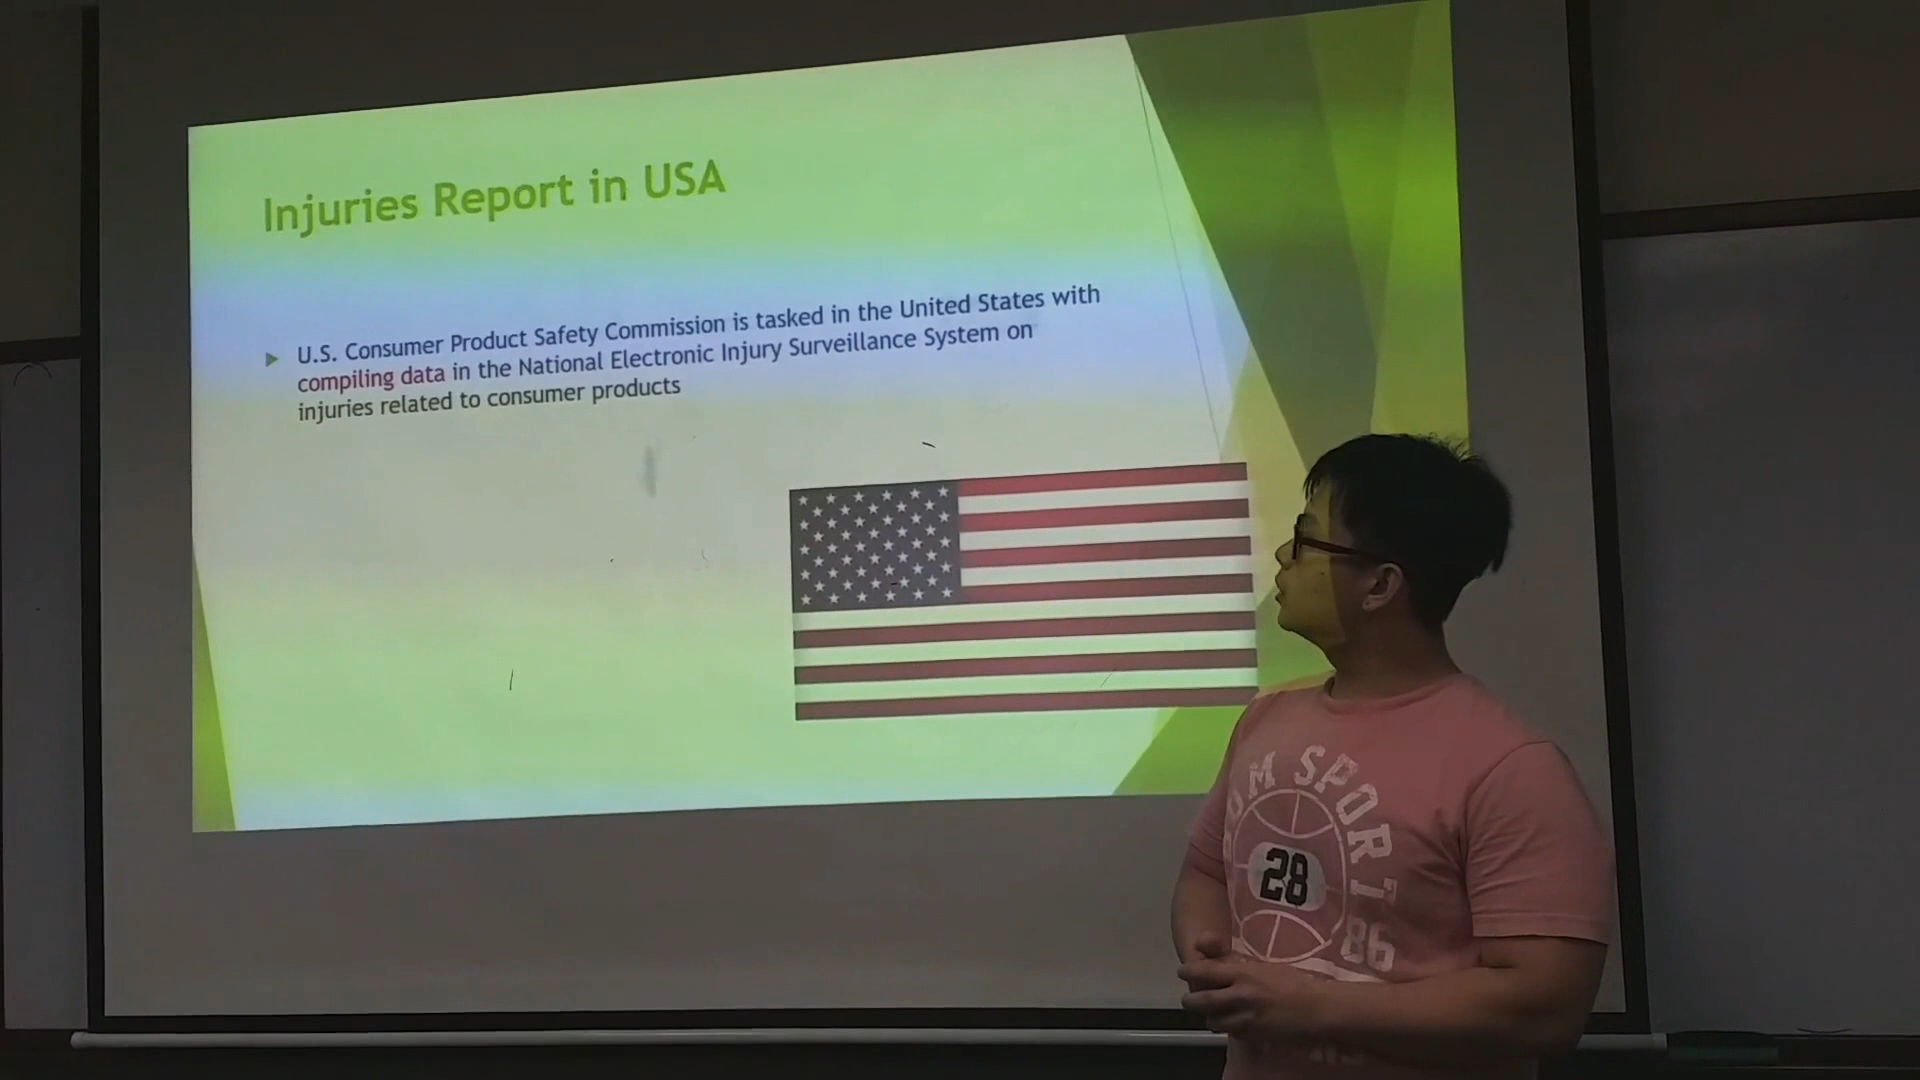 Injuries Report in USA
U.S. Consumer Product Safety Commission is tasked in the United States with
compiling data in the National Electronic Injury Surveillance System on
injuries related to consumer products
SPORT
28
86